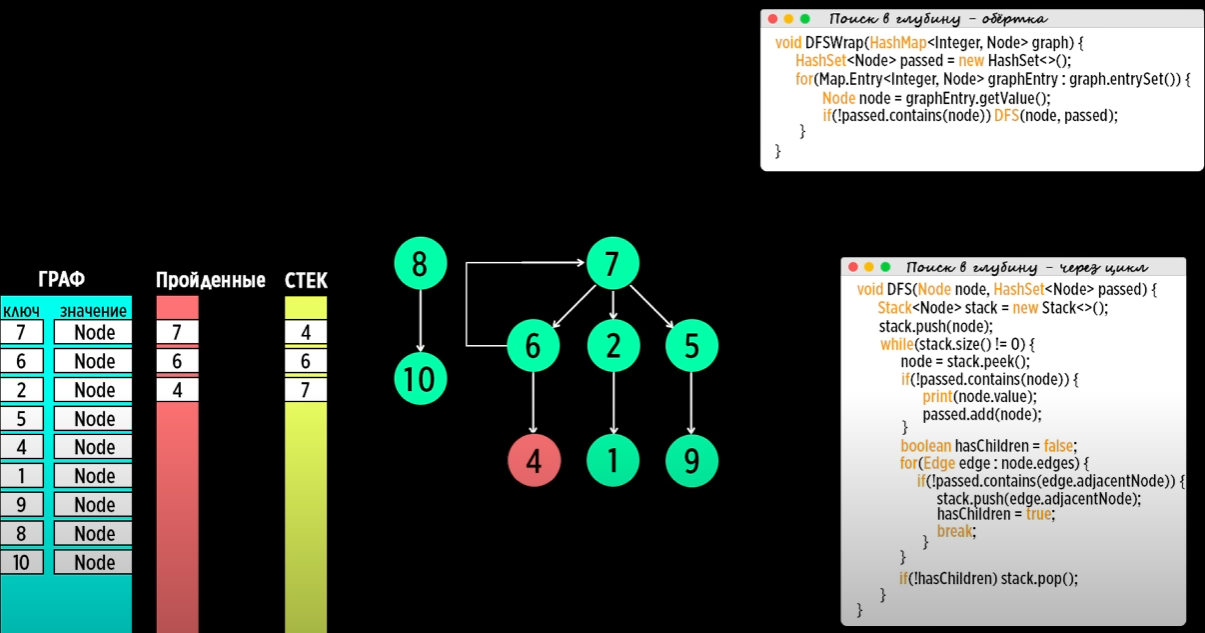 Поиск в глубину - обёртка
void DFSWrap(HashMap<Integer, Node> graph) {
HashSet<Node> passed = new HashSet<>();
for(Map.Entry<Integer, Node> graphEntry : graph.entrySet()) {
Node node = graphEntry.getValue();
if(!passed.contains(node)) DFS(node, passed);
}
}
ГРАФ
ключ значение
7 Node
6 Node
2 Node
5 Node
4 Node
1 Node
9 Node
8 Node
10 Node
Пройденные
7
6
4
СТЕК
4
6
7
8
7
6
2
5
10
4
1
9
Поиск в глубину - через цикл
void DFS(Node node, HashSet<Node> passed) {
Stack<Node> stack = new Stack<>();
stack.push(node);
while(stack.size() != 0) {
node = stack.peek();
if(!passed.contains(node)) {
print(node.value);
passed.add(node);
}
boolean hasChildren = false;
for(Edge edge : node.edges) {
if(!passed.contains(edge.adjacentNode)) {
stack.push(edge.adjacentNode);
hasChildren = true;
break;
}
}
if(!hasChildren) stack.pop();
}
}